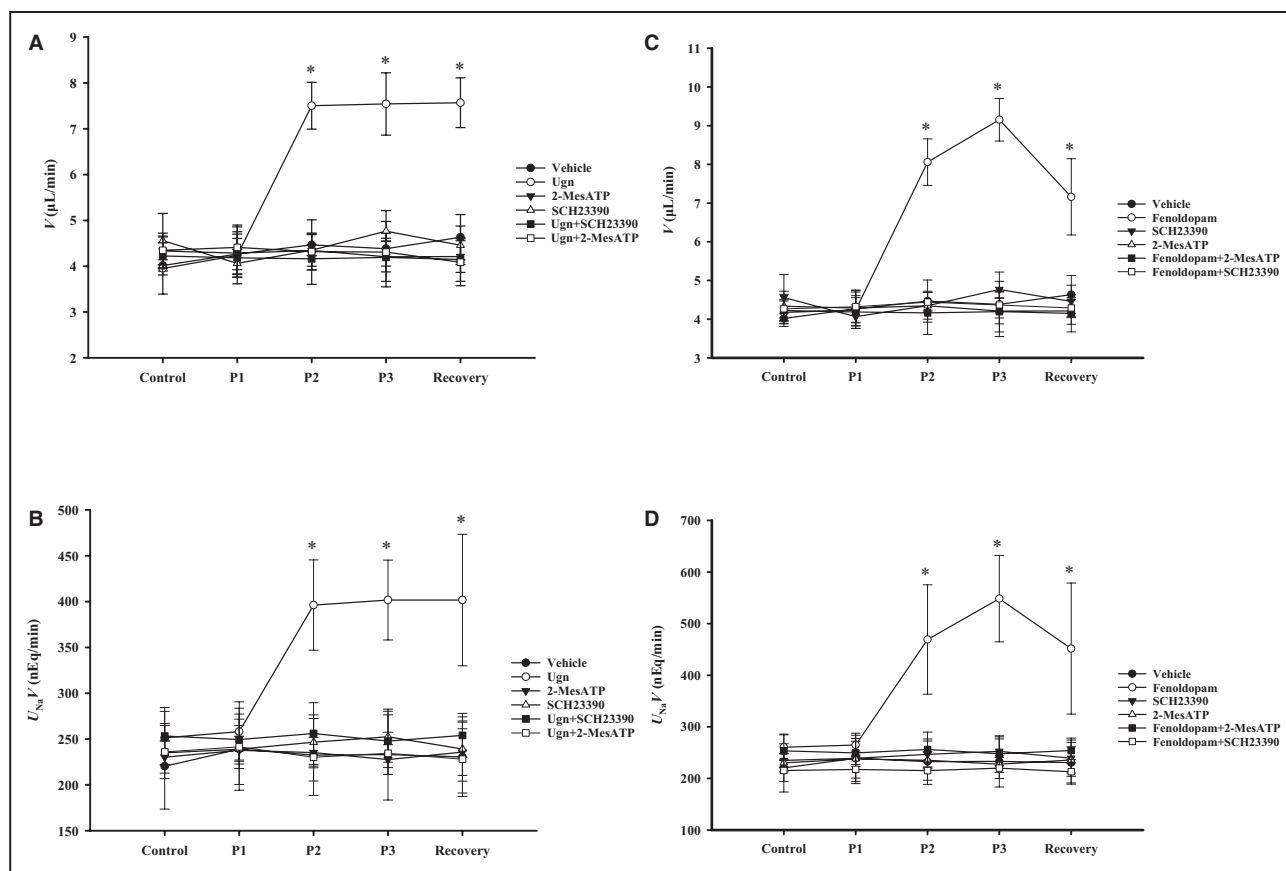 A
9
8
7
6
5
4
3
2
V (µL/min)
* * *
Control P1 P2 P3 Recovery
Vehicle
Ugn
2-MesATP
SCH23390
Ugn+SCH23390
Ugn+2-MesATP
C
11
10
9
8
7
6
5
4
3
V (µL/min)
* * *
Control P1 P2 P3 Recovery
Vehicle
Fenoldopam
SCH23390
2-MesATP
Fenoldopam+2-MesATP
Fenoldopam+SCH23390
B
500
450
400
350
300
250
200
150
UNaV (nEq/min)
* * *
Control P1 P2 P3 Recovery
Vehicle
Ugn
2-MesATP
SCH23390
Ugn+SCH23390
Ugn+2-MesATP
D
700
600
500
400
300
200
100
UNaV (nEq/min)
* * *
Control P1 P2 P3 Recovery
Vehicle
Fenoldopam
SCH23390
2-MesATP
Fenoldopam+2-MesATP
Fenoldopam+SCH23390